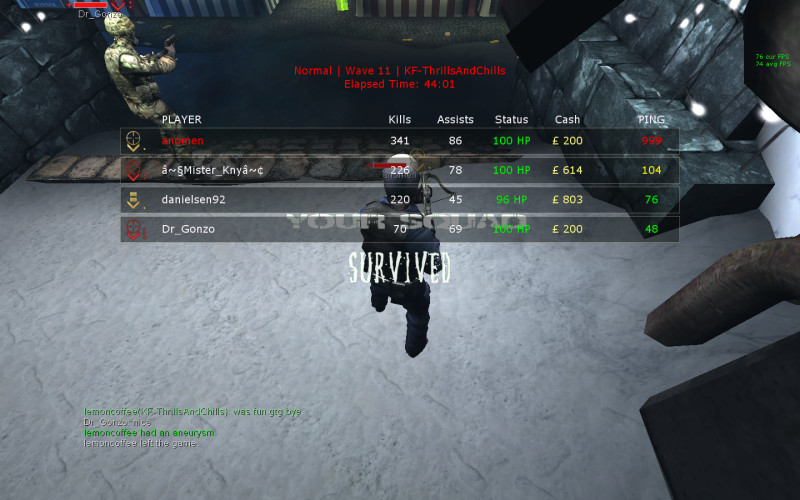 Dr_Gonzo
76 cur FPS
74 avg FPS
Normal | Wave 11 | KF-ThrillsAndChills
Elapsed Time: 44:01
PLAYER Kills Assists Status Cash PING
angmen 341 86 100 HP £ 200 999
â~§Mister_Knyâ~¢ 226 78 100 HP £ 614 104
danielsen92 220 45 96 HP £ 803 76
YOUR SQUAD
Dr_Gonzo 70 69 100 HP £ 200 48
SURVIVED
lemoncoffee(KF-ThrillsAndChills): was fun gtg bye
Dr_Gonzo: nice
lemoncoffee had an aneurysm.
lemoncoffee left the game.